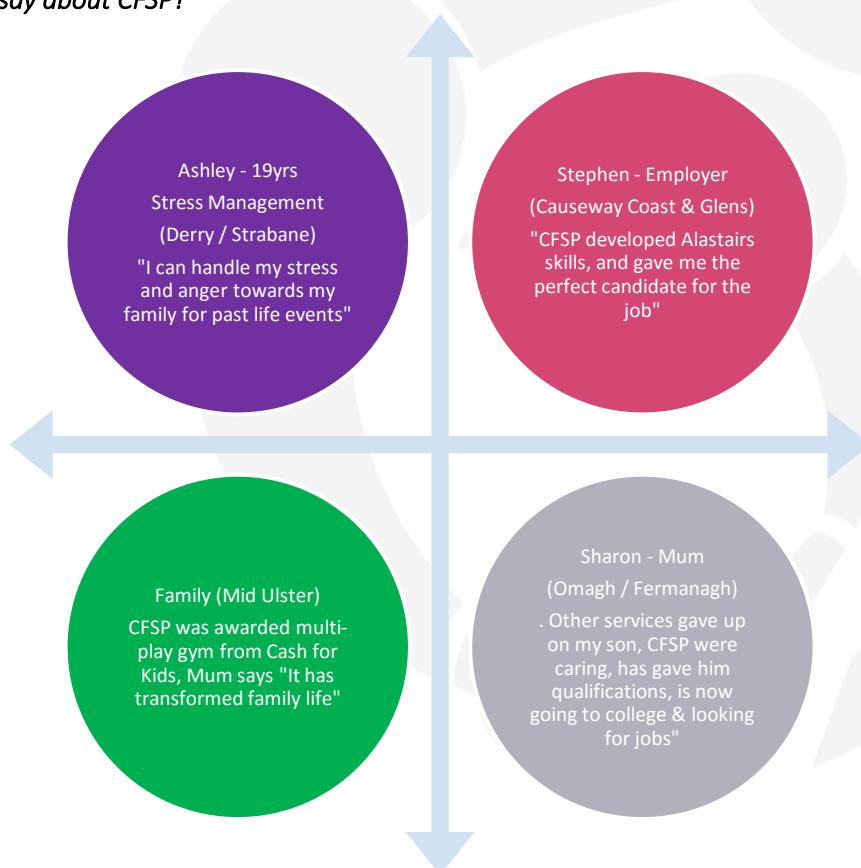 say about CFSP?
Ashley - 19yrs
Stress Management
(Derry / Strabane)
"I can handle my stress
and anger towards my
family for past life events"
Stephen - Employer
(Causeway Coast & Glens)
"CFSP developed Alastairs
skills, and gave me the
perfect candidate for the
job"
Family (Mid Ulster)
CFSP was awarded multi-
play gym from Cash for
Kids, Mum says "It has
transformed family life"
Sharon - Mum
(Omagh / Fermanagh)
. Other services gave up
on my son, CFSP were
caring, has gave him
qualifications, is now
going to college & looking
for jobs"